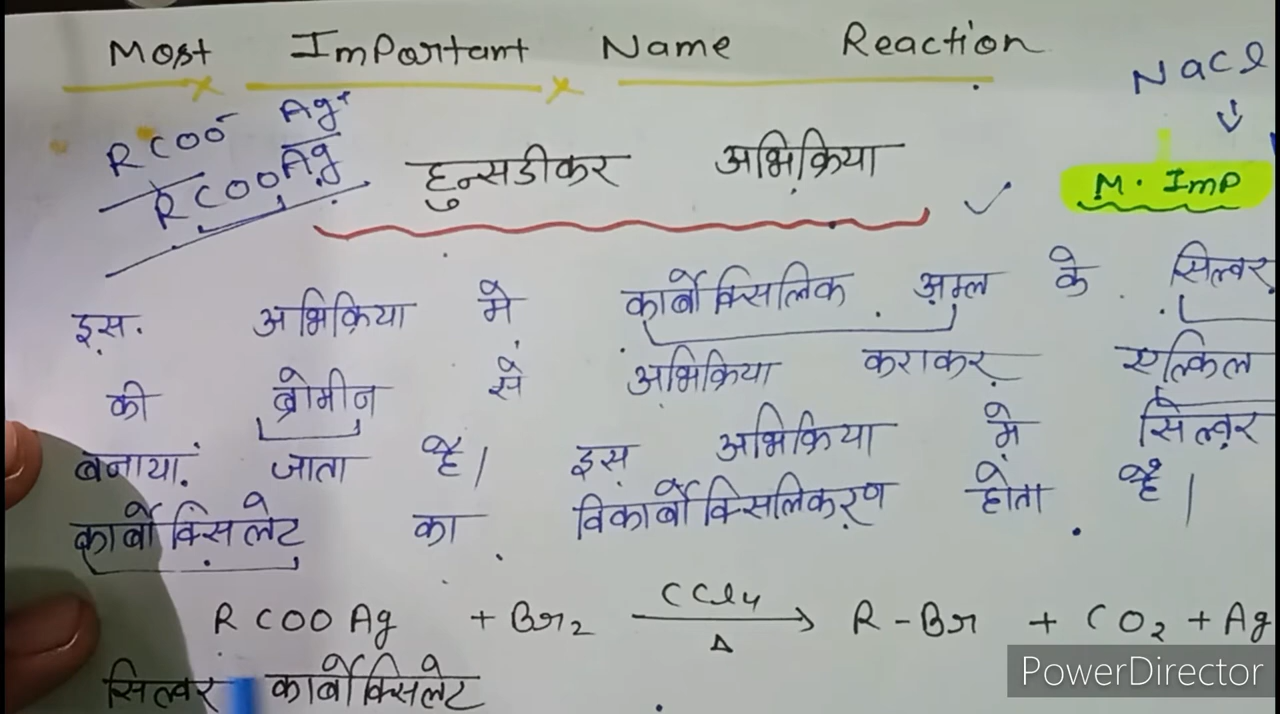 Most Important Name Reaction
NaCl
↓
RCOO⁻ Ag⁺
RCOOAg
हुन्सडीकर अभिक्रिया
M. Imp
इस अभिक्रिया मे कार्बोक्सिलिक अम्ल के सिल्वर
की ब्रोमीन से अभिक्रिया कराकर एल्किल
बनाया जाता है। इस अभिक्रिया मे सिल्वर
कार्बोक्सिलेट का विकार्बोक्सिलिकरण होता है।
RCOOAg + Br₂ —CCl₄/Δ→ R-Br + CO₂ + Ag
सिल्वर कार्बोक्सिलेट
PowerDirector